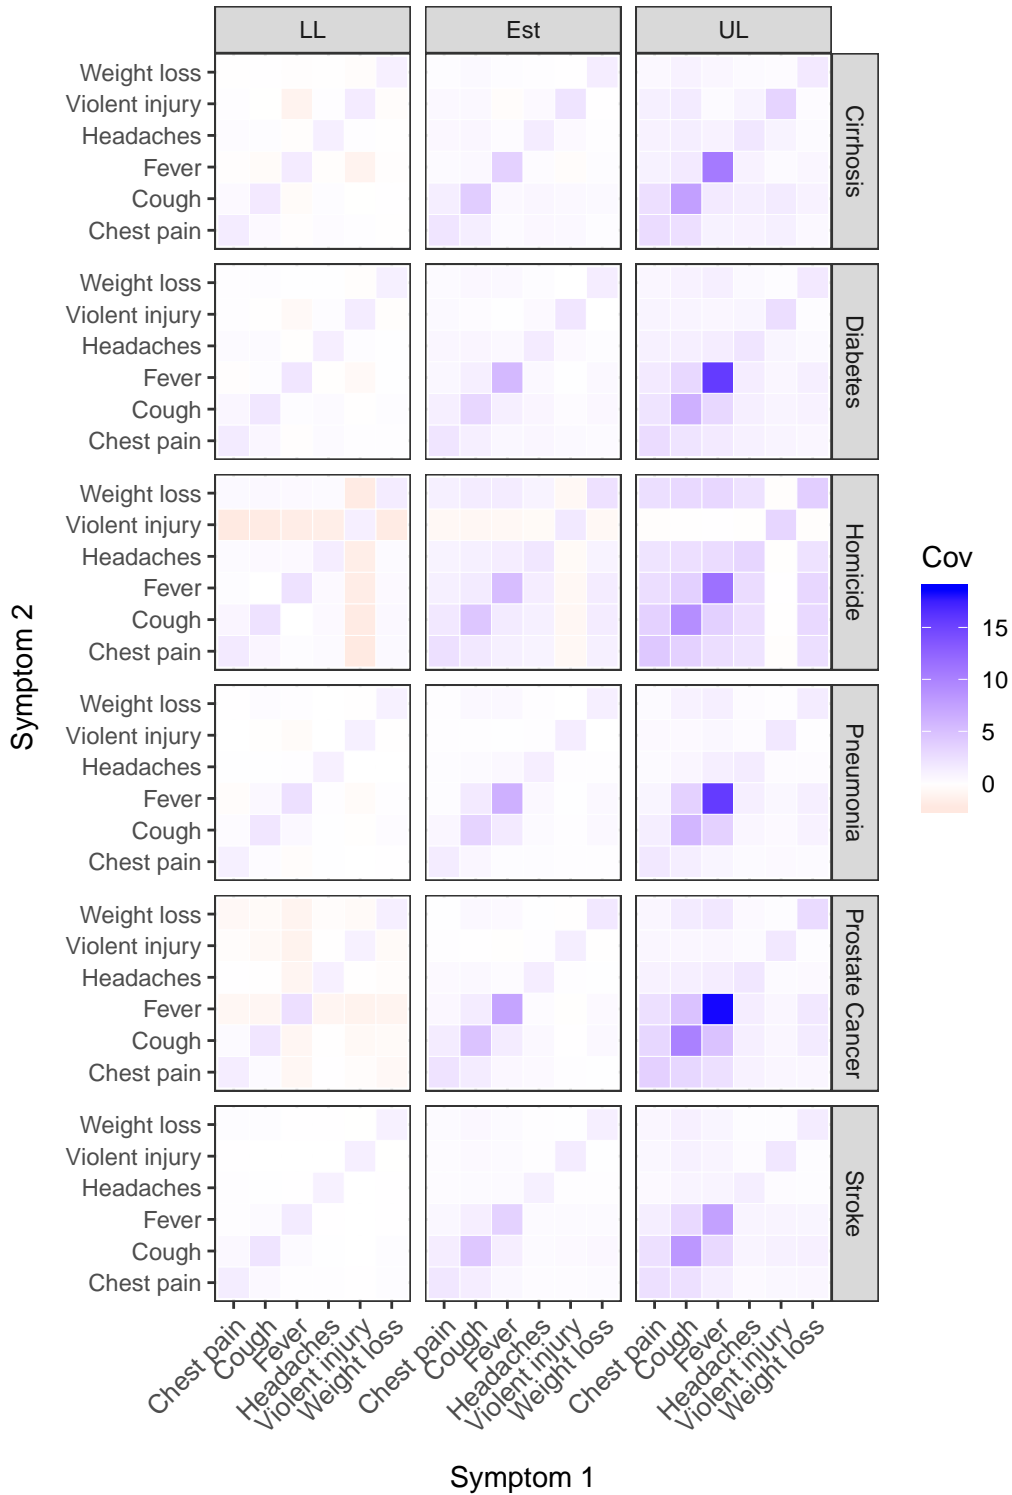 LL Est UL
Weight loss
Violent injury
Headaches
Fever
Cough
Chest pain
Cirrhosis
Weight loss
Violent injury
Headaches
Fever
Cough
Chest pain
Diabetes
Weight loss
Violent injury
Headaches
Fever
Cough
Chest pain
Homicide
Weight loss
Violent injury
Headaches
Fever
Cough
Chest pain
Pneumonia
Weight loss
Violent injury
Headaches
Fever
Cough
Chest pain
Prostate Cancer
Weight loss
Violent injury
Headaches
Fever
Cough
Chest pain
Stroke
Symptom 2
Chest pain
Cough
Fever
Headaches
Violent injury
Weight loss
Chest pain
Cough
Fever
Headaches
Violent injury
Weight loss
Chest pain
Cough
Fever
Headaches
Violent injury
Weight loss
Symptom 1
Cov
15
10
5
0